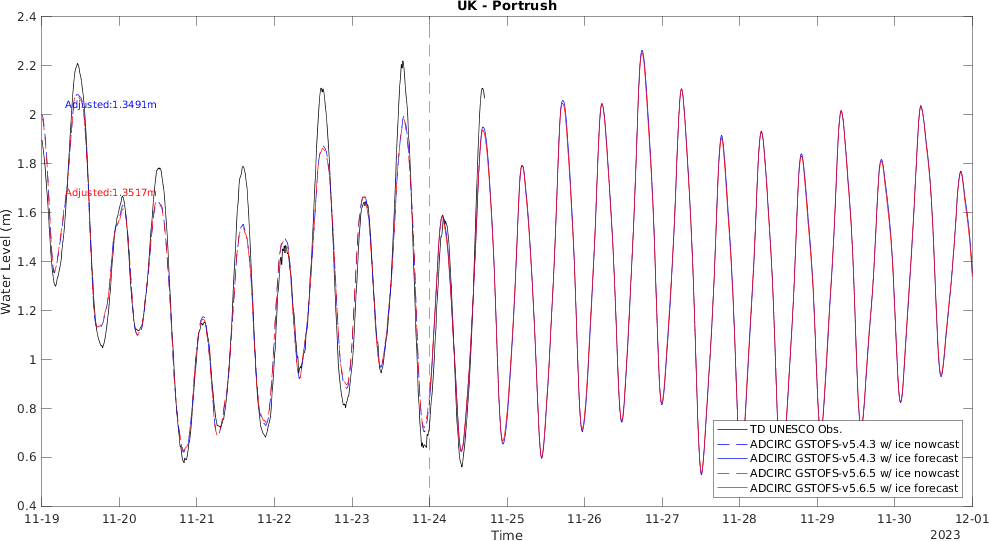 UK - Portrush
2.4
2.2
2
1.8
1.6
1.4
1.2
1
0.8
0.6
0.4
Water Level (m)
Adjusted:1.3491m
Adjusted:1.3517m
TD UNESCO Obs.
ADCIRC GSTOFS-v5.4.3 w/ ice nowcast
ADCIRC GSTOFS-v5.4.3 w/ ice forecast
ADCIRC GSTOFS-v5.6.5 w/ ice nowcast
ADCIRC GSTOFS-v5.6.5 w/ ice forecast
11-19 11-20 11-21 11-22 11-23 11-24 11-25 11-26 11-27 11-28 11-29 11-30 12-01
Time
2023